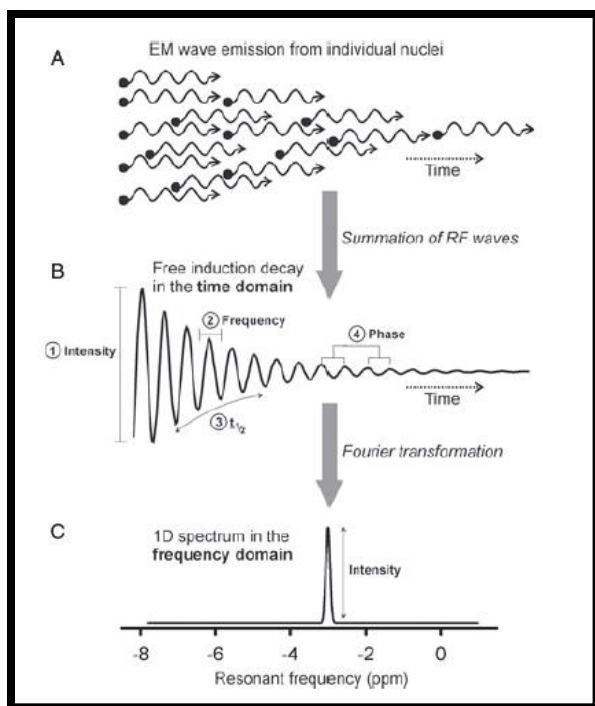 A
EM wave emission from individual nuclei
Time
Summation of RF waves
B
Free induction decay
in the time domain
② Frequency
④ Phase
① Intensity
③ t½
Time
Fourier transformation
C
1D spectrum in the
frequency domain
Intensity
-8 -6 -4 -2 0
Resonant frequency (ppm)